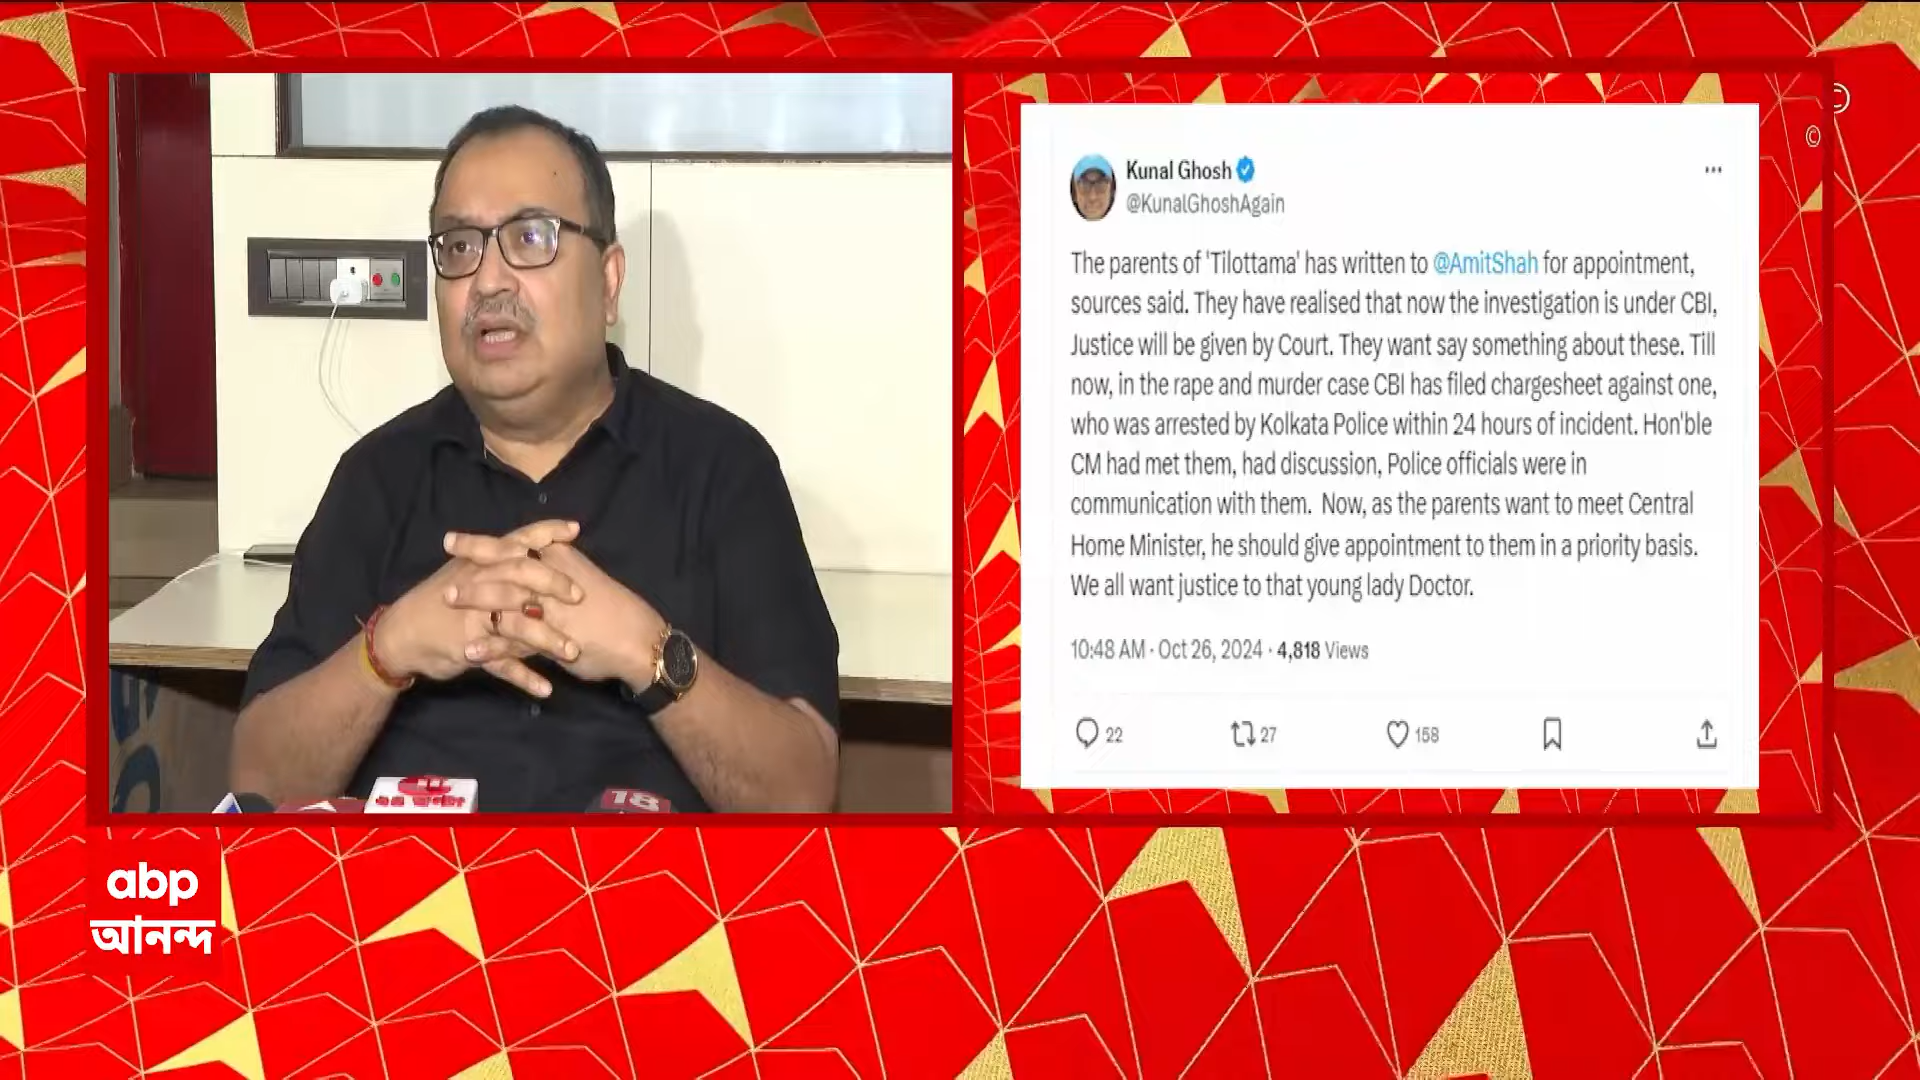 Kunal Ghosh
@KunalGhoshAgain
The parents of 'Tilottama' has written to @AmitShah for appointment,
sources said. They have realised that now the investigation is under CBI,
Justice will be given by Court. They want say something about these. Till
now, in the rape and murder case CBI has filed chargesheet against one,
who was arrested by Kolkata Police within 24 hours of incident. Hon'ble
CM had met them, had discussion, Police officials were in
communication with them. Now, as the parents want to meet Central
Home Minister, he should give appointment to them in a priority basis.
We all want justice to that young lady Doctor.
10:48 AM · Oct 26, 2024 · 4,818 Views
22 27 158
18
abp
আনন্দ
©
©